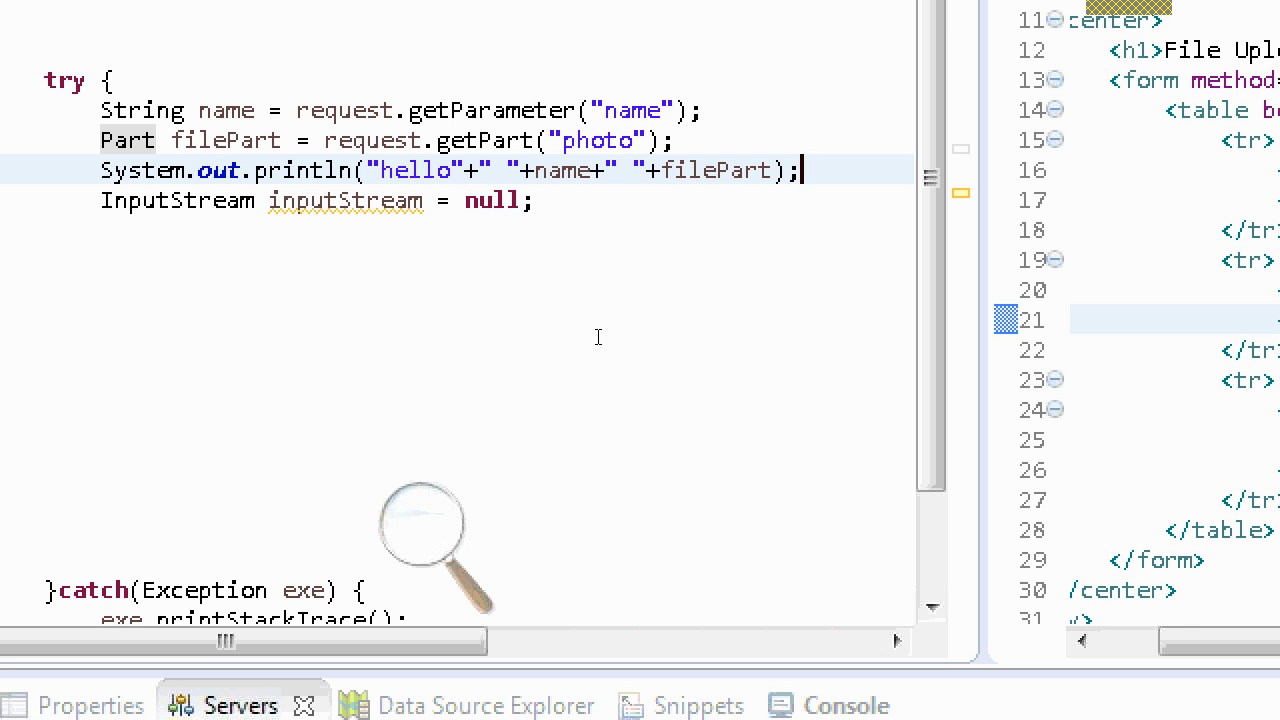 try {
String name = request.getParameter("name");
Part filePart = request.getPart("photo");
System.out.println("hello"+" "+name+" "+filePart);
InputStream inputStream = null;
}catch(Exception exe) {
exe.printStackTrace();
11 center>
12 <h1>File Uplo
13 <form method=
14 <table bo
15 <tr>
16
17
18 </tr
19 <tr>
20
21
22 </tr
23 <tr>
24
25
26
27 </tr
28 </table>
29 </form>
30 /center>
31
Properties Servers Data Source Explorer Snippets Console